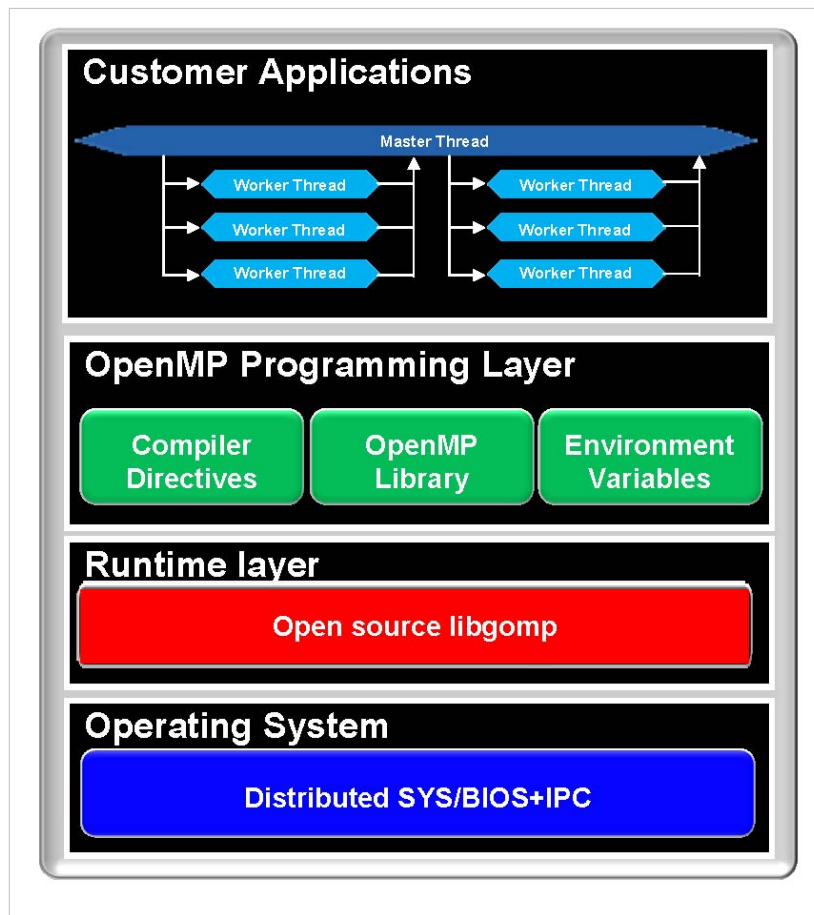 Customer Applications
Master Thread
Worker Thread
Worker Thread
Worker Thread
Worker Thread
Worker Thread
Worker Thread
OpenMP Programming Layer
Compiler
Directives
OpenMP
Library
Environment
Variables
Runtime layer
Open source libgomp
Operating System
Distributed SYS/BIOS+IPC